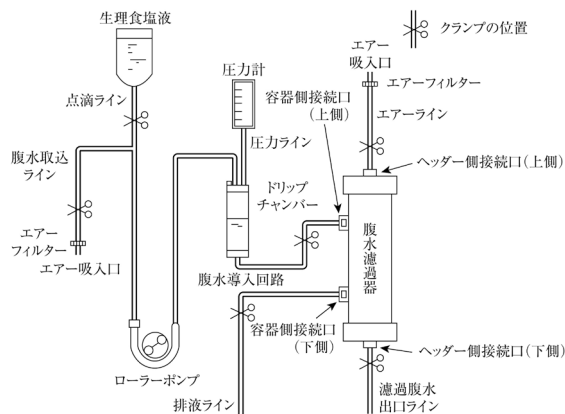 生理食塩液
クランプの位置
エアー
吸入口
圧力計
エアーフィルター
点滴ライン
容器側接続口
(上側)
エアーライン
圧力ライン
腹水取込
ライン
ヘッダー側接続口(上側)
ドリップ
チャンバー
エアー
フィルター
エアー吸入口
腹水濾過器
腹水導入回路
容器側接続口
(下側)
ヘッダー側接続口(下側)
ローラーポンプ
排液ライン
濾過腹水
出口ライン